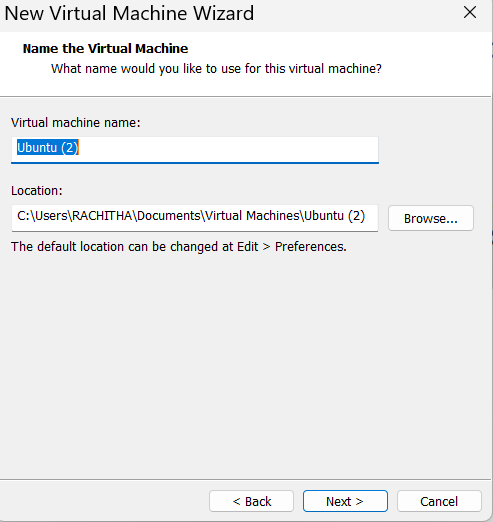 New Virtual Machine Wizard
Name the Virtual Machine
What name would you like to use for this virtual machine?
Virtual machine name:
Ubuntu (2)
Location:
C:\Users\RACHITHA\Documents\Virtual Machines\Ubuntu (2)
Browse...
The default location can be changed at Edit > Preferences.
< Back
Next >
Cancel